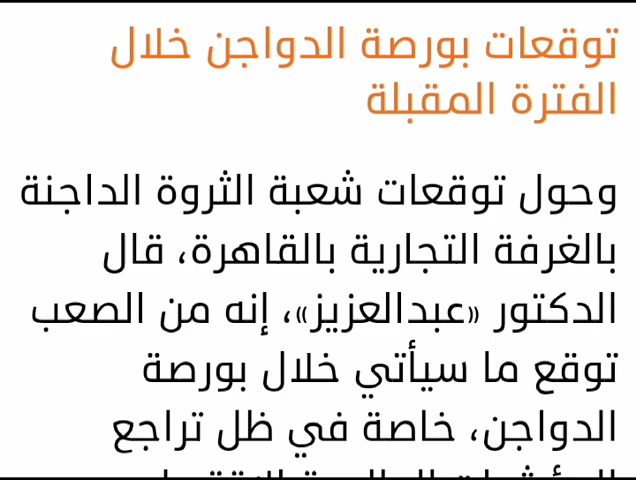 توقعات بورصة الدواجن خلال
الفترة المقبلة
وحول توقعات شعبة الثروة الداجنة
بالغرفة التجارية بالقاهرة، قال
الدكتور «عبدالعزيز»، إنه من الصعب
توقع ما سيأتي خلال بورصة
الدواجن، خاصة في ظل تراجع